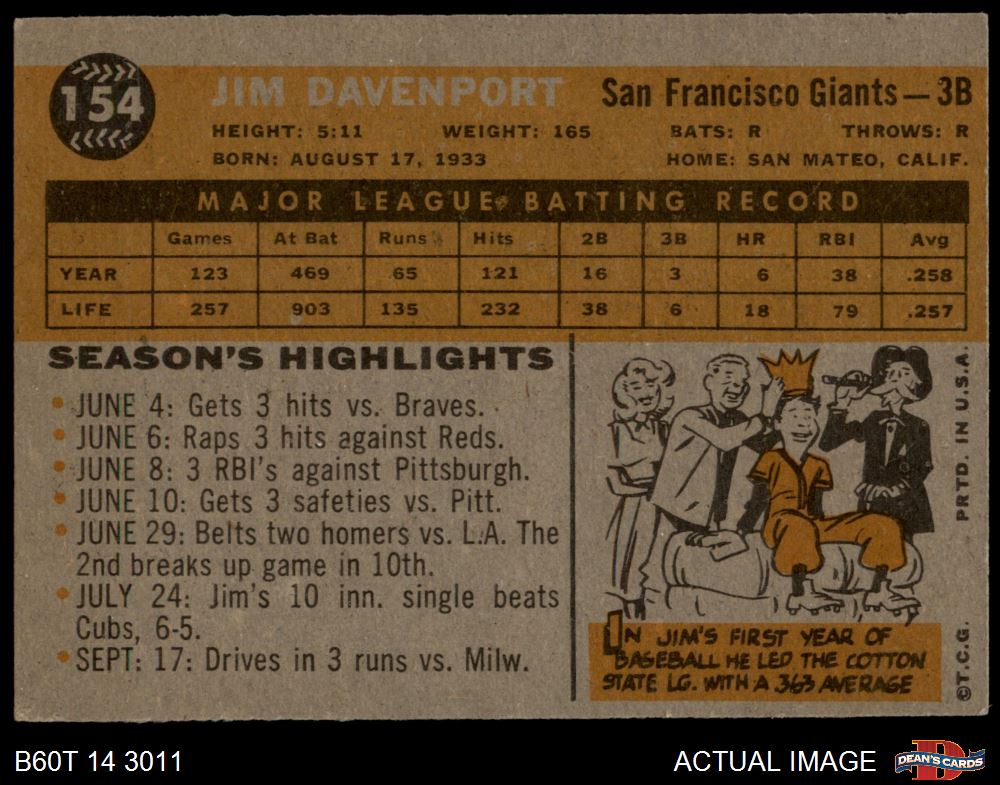 154
JIM DAVENPORT
San Francisco Giants — 3B
HEIGHT: 5:11 WEIGHT: 165 BATS: R THROWS: R
BORN: AUGUST 17, 1933 HOME: SAN MATEO, CALIF.
MAJOR LEAGUE BATTING RECORD
Games At Bat Runs Hits 2B 3B HR RBI Avg
YEAR 123 469 65 121 16 3 6 38 .258
LIFE 257 903 135 232 38 6 18 79 .257
SEASON'S HIGHLIGHTS
• JUNE 4: Gets 3 hits vs. Braves.
• JUNE 6: Raps 3 hits against Reds.
• JUNE 8: 3 RBI's against Pittsburgh.
• JUNE 10: Gets 3 safeties vs. Pitt.
• JUNE 29: Belts two homers vs. L.A. The
2nd breaks up game in 10th.
• JULY 24: Jim's 10 inn. single beats
Cubs, 6-5.
• SEPT: 17: Drives in 3 runs vs. Milw.
IN JIM'S FIRST YEAR OF
BASEBALL HE LED THE COTTON
STATE LG. WITH A 363 AVERAGE
©T.C.G. PRTD. IN U.S.A.
B60T 14 3011
ACTUAL IMAGE
D
DEAN'S CARDS